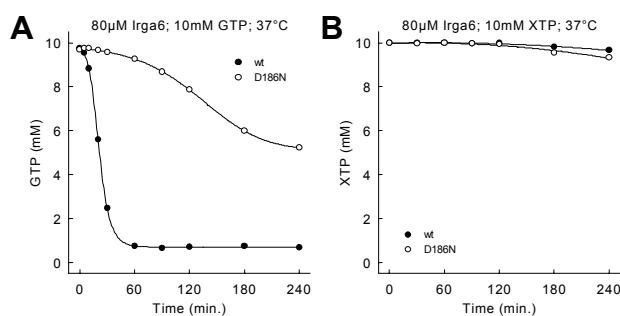 A
80µM Irga6; 10mM GTP; 37°C
10
8
6
4
2
0
GTP (mM)
wt
D186N
0 60 120 180 240
Time (min.)
B
80µM Irga6; 10mM XTP; 37°C
10
8
6
4
2
0
XTP (mM)
wt
D186N
0 60 120 180 240
Time (min.)